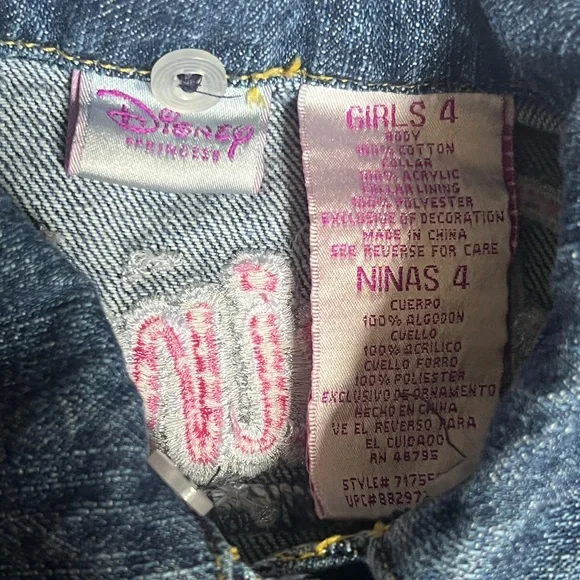 Disney
PRINCESS
GIRLS 4
BODY
100% COTTON
COLLAR
100% ACRYLIC
COLLAR LINING
100% POLYESTER
EXCLUSIVE OF DECORATION
MADE IN CHINA
SEE REVERSE FOR CARE
NINAS 4
CUERPO
100% ALGODON
CUELLO
100% ACRILICO
CUELLO FORRO
100% POLIESTER
EXCLUSIVO DE ORNAMENTO
HECHO EN CHINA
VE EL REVERSO PARA
EL CUIDADO
RN 46795
STYLE#
UPC#